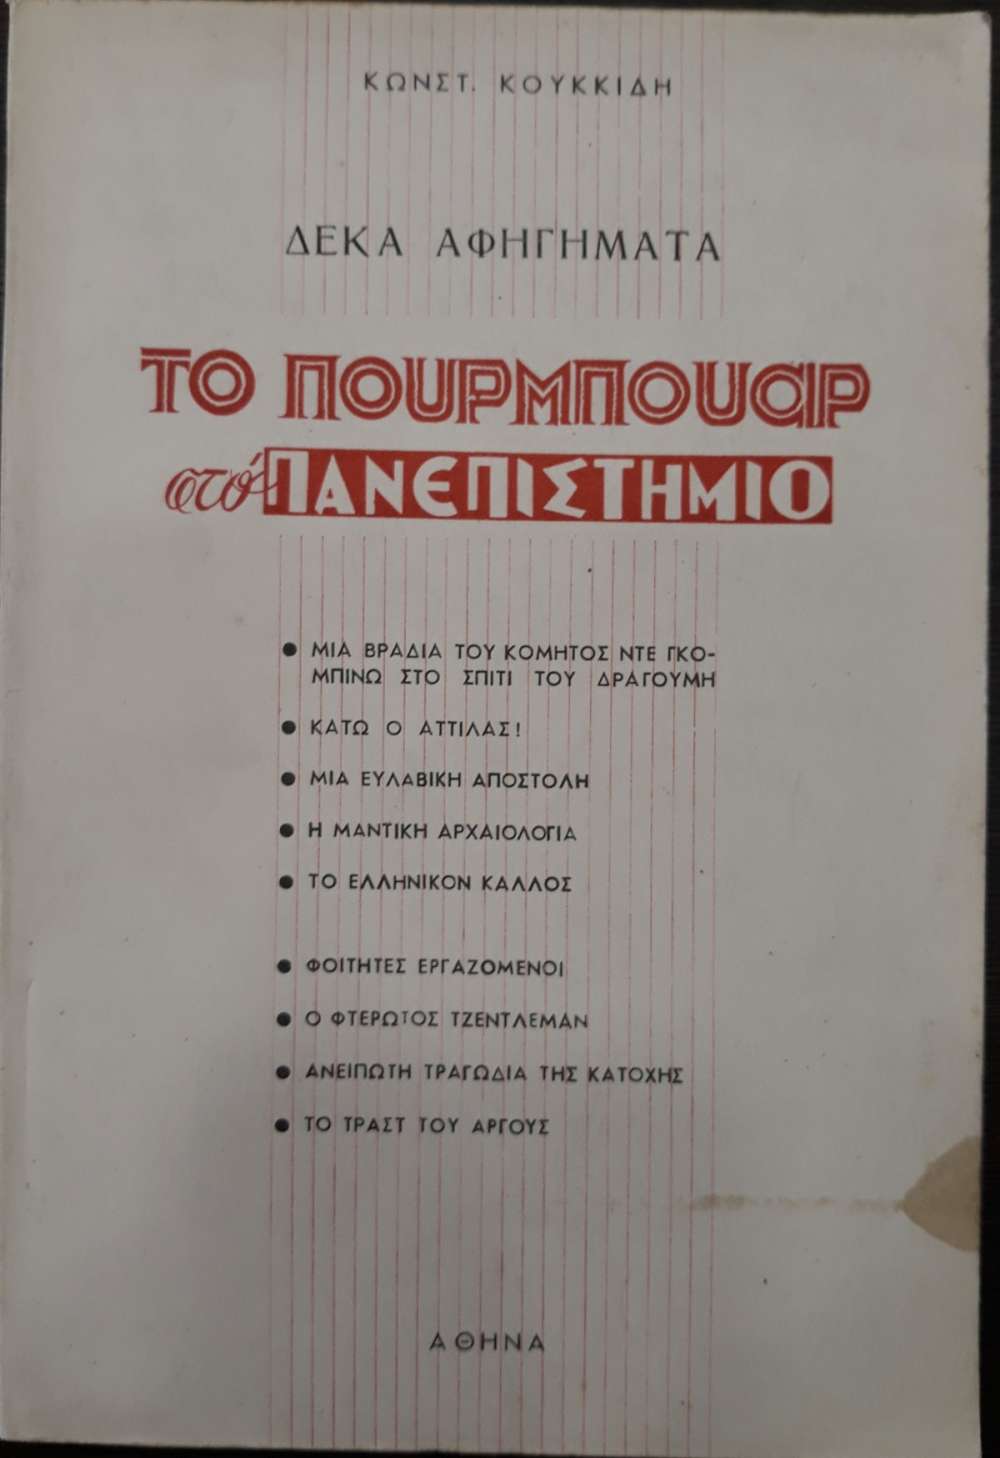 ΚΩΝΣΤ. ΚΟΥΚΚΙΔΗ
ΔΕΚΑ ΑΦΗΓΗΜΑΤΑ
ΤΟ ΠΟΥΡΜΠΟΥΑΡ
στό ΠΑΝΕΠΙΣΤΗΜΙΟ
● ΜΙΑ ΒΡΑΔΙΑ ΤΟΥ ΚΟΜΗΤΟΣ ΝΤΕ ΓΚΟ-
ΜΠΙΝΩ ΣΤΟ ΣΠΙΤΙ ΤΟΥ ΔΡΑΓΟΥΜΗ
● ΚΑΤΩ Ο ΑΤΤΙΛΑΣ!
● ΜΙΑ ΕΥΛΑΒΙΚΗ ΑΠΟΣΤΟΛΗ
● Η ΜΑΝΤΙΚΗ ΑΡΧΑΙΟΛΟΓΙΑ
● ΤΟ ΕΛΛΗΝΙΚΟΝ ΚΑΛΛΟΣ
● ΦΟΙΤΗΤΕΣ ΕΡΓΑΖΟΜΕΝΟΙ
● Ο ΦΤΕΡΩΤΟΣ ΤΖΕΝΤΛΕΜΑΝ
● ΑΝΕΙΠΩΤΗ ΤΡΑΓΩΔΙΑ ΤΗΣ ΚΑΤΟΧΗΣ
● ΤΟ ΤΡΑΣΤ ΤΟΥ ΑΡΓΟΥΣ
ΑΘΗΝΑ